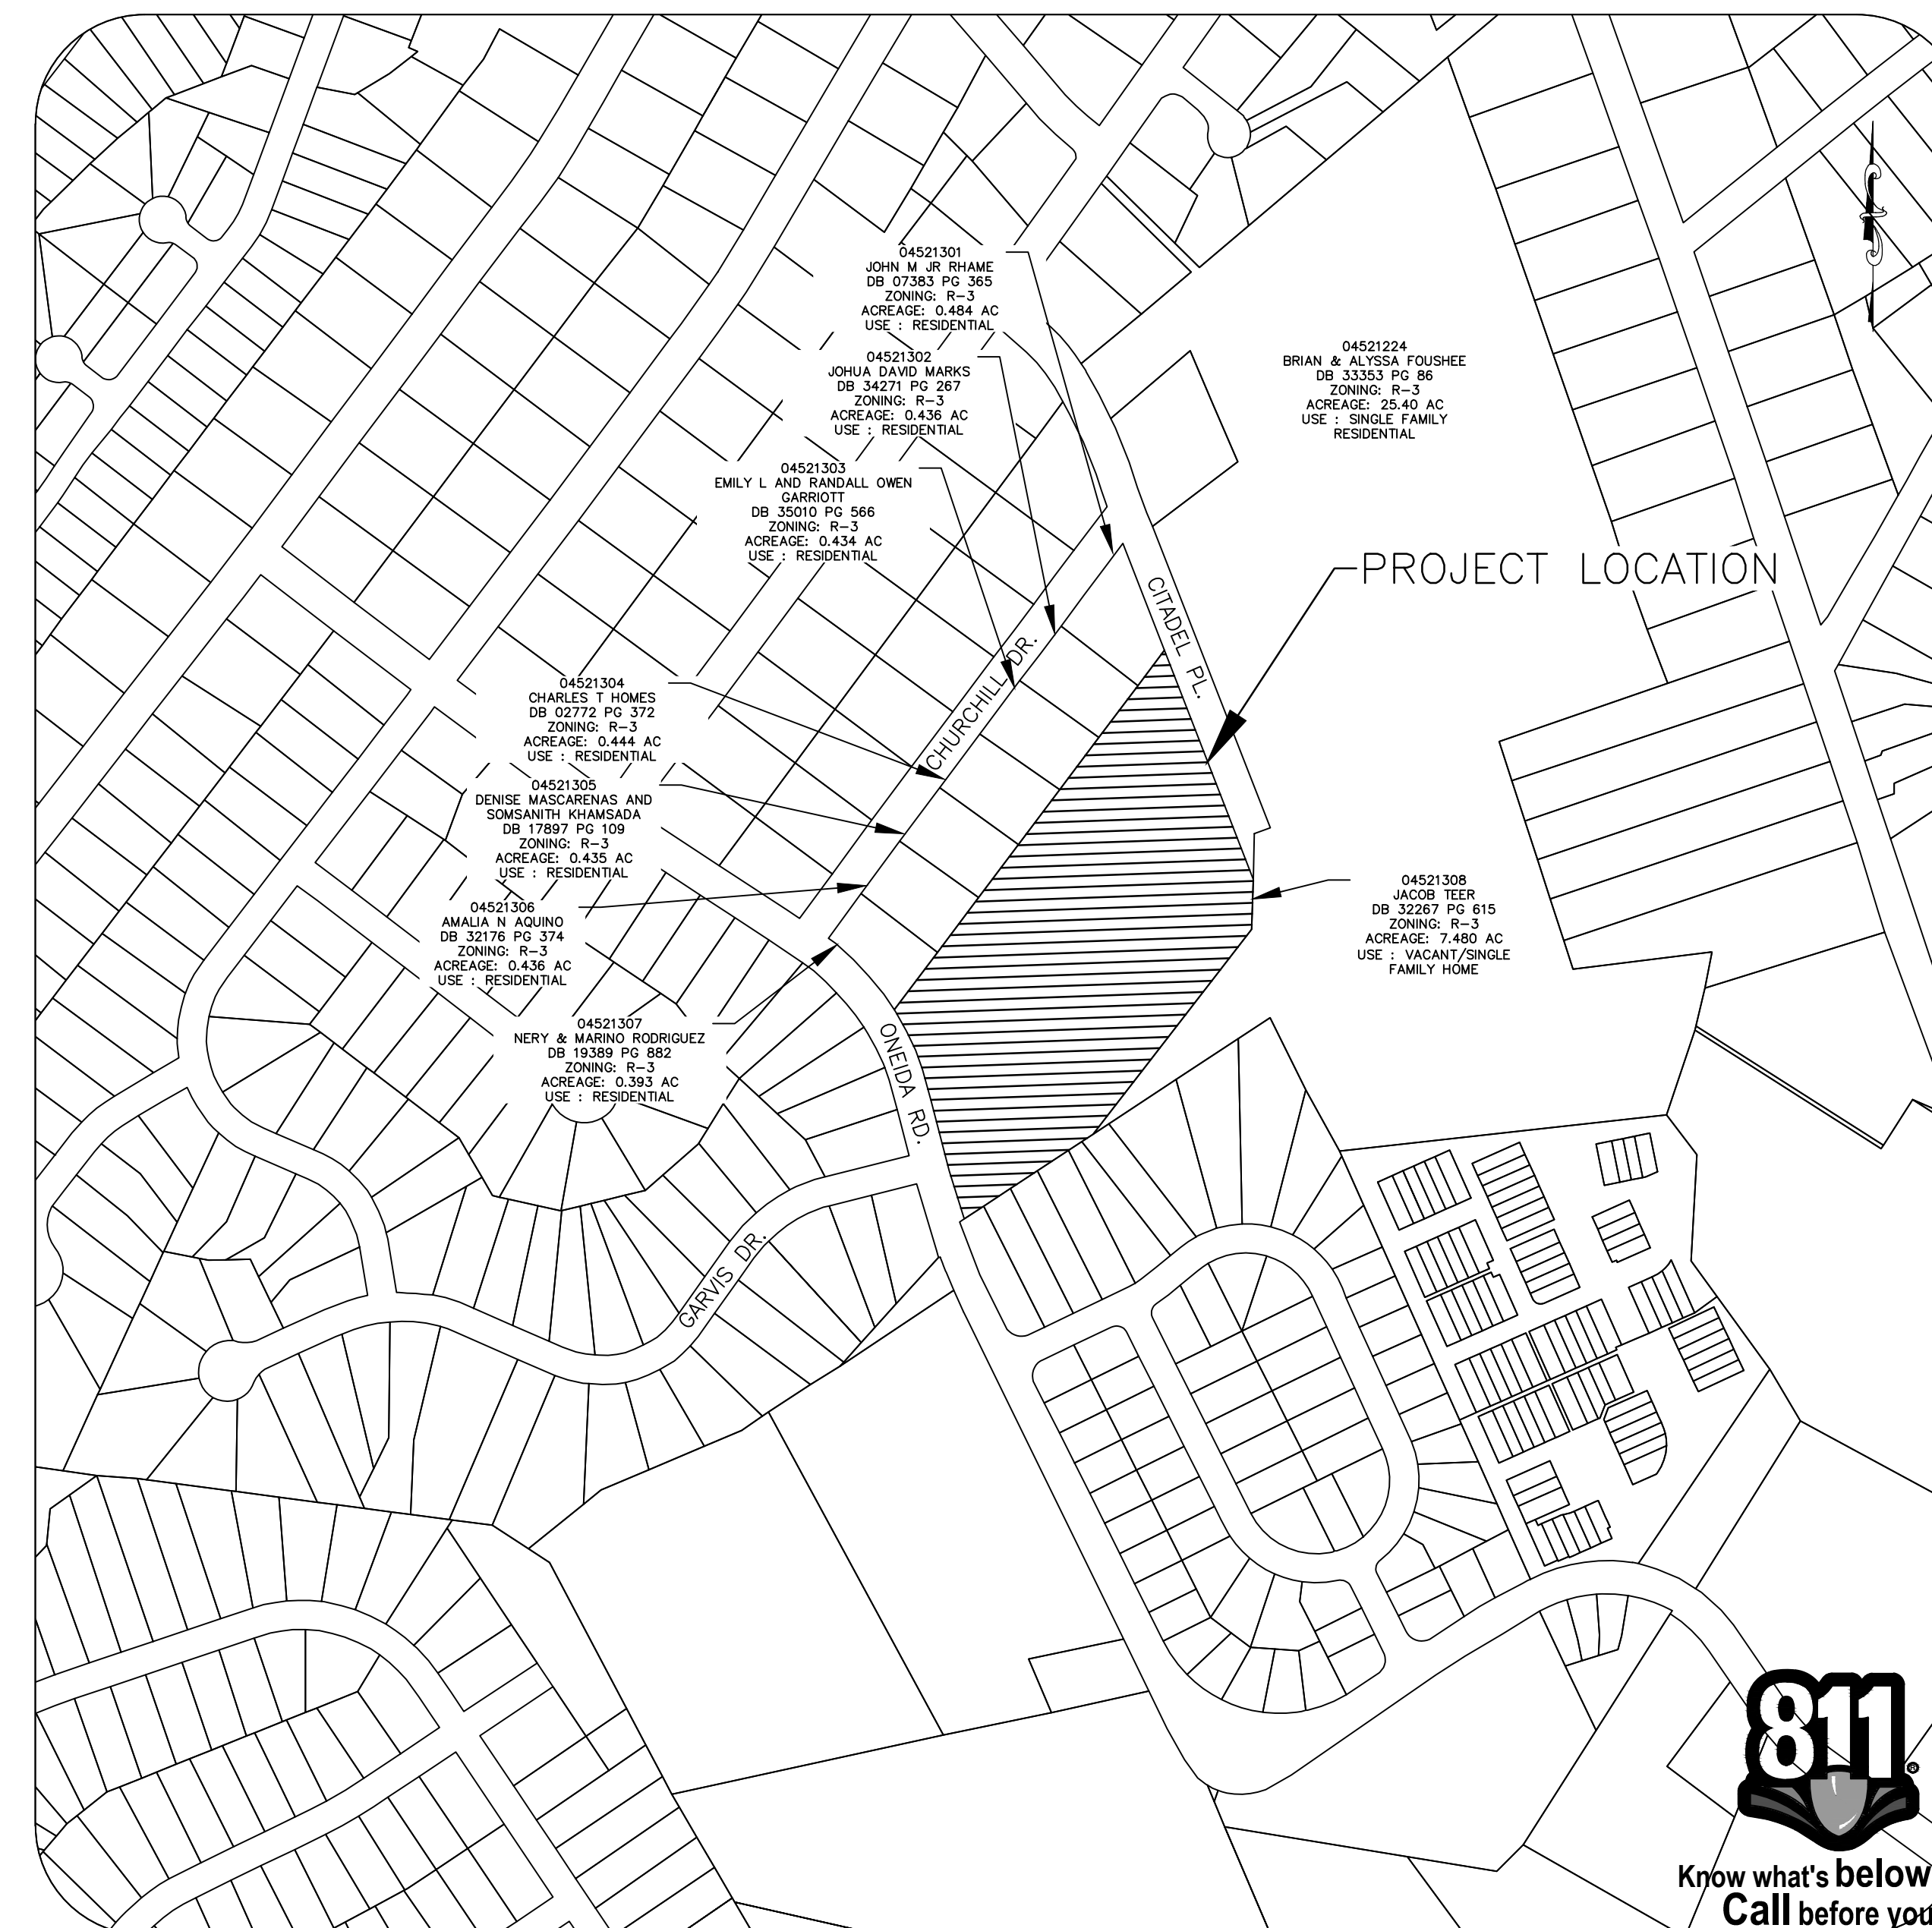 04521301
JOHN M JR RHAME
DB 07383 PG 365
ZONING: R-3
ACREAGE: 0.484 AC
USE : RESIDENTIAL
04521302
JOHUA DAVID MARKS
DB 34271 PG 267
ZONING: R-3
ACREAGE: 0.436 AC
USE : RESIDENTIAL
04521224
BRIAN & ALYSSA FOUSHEE
DB 33353 PG 86
ZONING: R-3
ACREAGE: 25.40 AC
USE : SINGLE FAMILY
RESIDENTIAL
04521303
EMILY L AND RANDALL OWEN
GARRIOTT
DB 35010 PG 566
ZONING: R-3
ACREAGE: 0.434 AC
USE : RESIDENTIAL
PROJECT LOCATION
CITADEL PL.
CHURCHILL DR.
04521304
CHARLES T HOMES
DB 02772 PG 372
ZONING: R-3
ACREAGE: 0.444 AC
USE : RESIDENTIAL
04521305
DENISE MASCARENAS AND
SOMSANITH KHAMSADA
DB 17897 PG 109
ZONING: R-3
ACREAGE: 0.435 AC
USE : RESIDENTIAL
04521308
JACOB TEER
DB 32267 PG 615
ZONING: R-3
ACREAGE: 7.480 AC
USE : VACANT/SINGLE
FAMILY HOME
04521306
AMALIA N AQUINO
DB 32176 PG 374
ZONING: R-3
ACREAGE: 0.436 AC
USE : RESIDENTIAL
04521307
NERY & MARINO RODRIGUEZ
DB 19389 PG 882
ZONING: R-3
ACREAGE: 0.393 AC
USE : RESIDENTIAL
ONEIDA RD.
GARVIS DR.
811®
Know what's below
Call before you